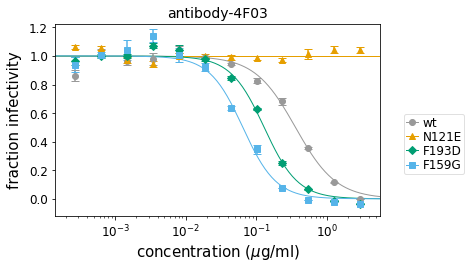 antibody-4F03
fraction infectivity
1.2
1.0
0.8
0.6
0.4
0.2
0.0
10⁻³
10⁻²
10⁻¹
10⁰
concentration (μg/ml)
wt
N121E
F193D
F159G